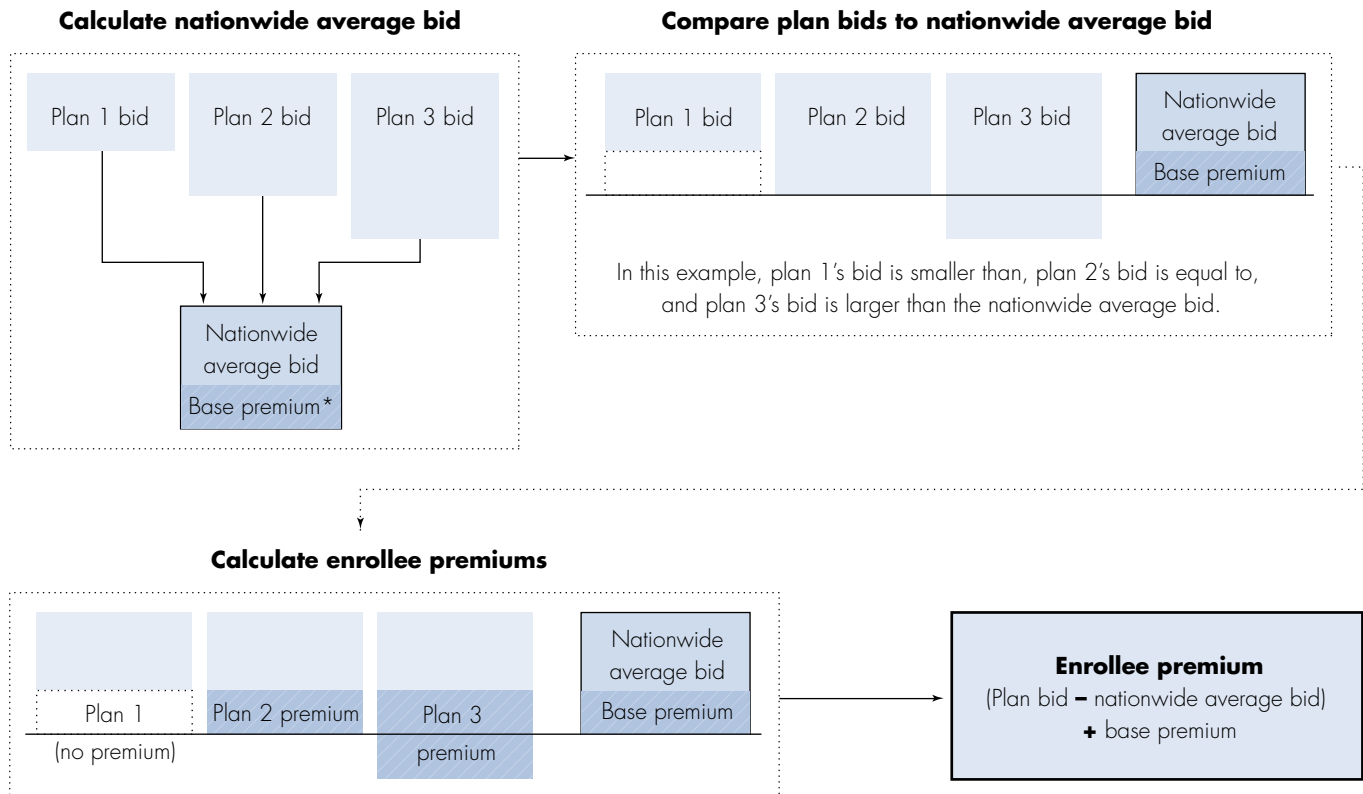 Calculate nationwide average bid
Plan 1 bid
Plan 2 bid
Plan 3 bid
Nationwide
average bid
Base premium*
Compare plan bids to nationwide average bid
Plan 1 bid
Plan 2 bid
Plan 3 bid
Nationwide
average bid
Base premium
In this example, plan 1’s bid is smaller than, plan 2’s bid is equal to,
and plan 3’s bid is larger than the nationwide average bid.
Calculate enrollee premiums
Plan 1
(no premium)
Plan 2 premium
Plan 3
premium
Nationwide
average bid
Base premium
Enrollee premium
(Plan bid – nationwide average bid)
+ base premium